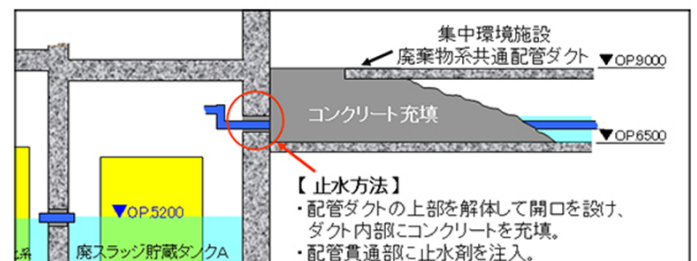 集中環境施設
廃棄物系共通配管ダクト
▼OP9000
コンクリート充填
▼OP6500
【 止水方法 】
・配管ダクトの上部を解体して開口を設け、
ダクト内部にコンクリートを充填。
・配管貫通部に止水剤を注入。
▼OP.5200
廃スラッジ貯蔵タンクA
系